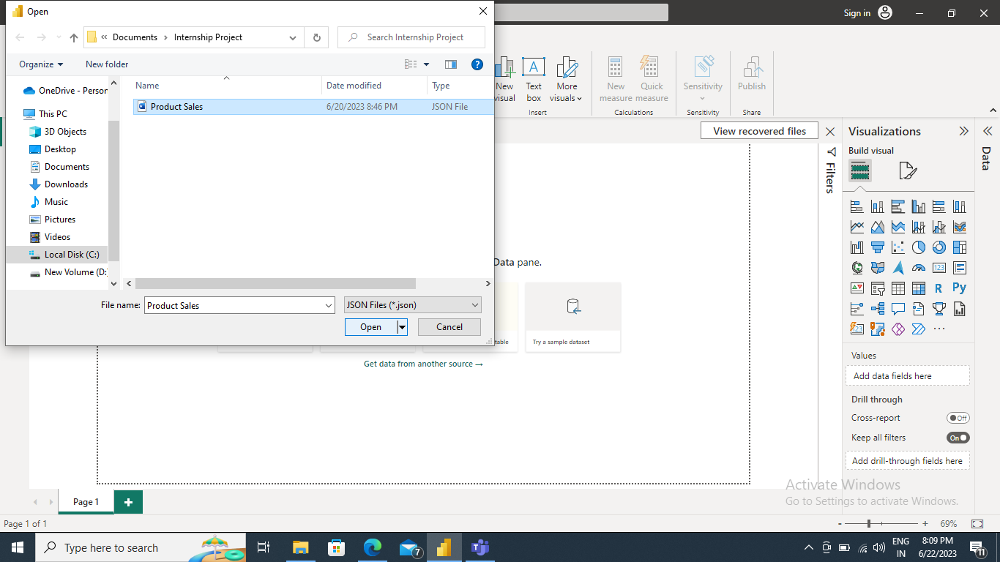 Open
Sign in
« Documents › Internship Project
Search Internship Project
Organize
New folder
Name
Date modified
Type
OneDrive - Person
This PC
3D Objects
Desktop
Documents
Downloads
Music
Pictures
Videos
Local Disk (C:)
New Volume (D:
Product Sales
6/20/2023 8:46 PM
JSON File
File name:
Product Sales
JSON Files (*.json)
Open
Cancel
New
visual
Text
box
More
visuals
Insert
New
measure
Quick
measure
Calculations
Sensitivity
Sensitivity
Publish
Share
View recovered files
Data pane.
table
Try a sample dataset
Get data from another source →
Filters
Visualizations
Build visual
123
R
Py
123
Values
Add data fields here
Drill through
Cross-report
Off
Keep all filters
On
Add drill-through fields here
Data
Activate Windows
Go to Settings to activate Windows.
Page 1
+
Page 1 of 1
- + 69%
Type here to search
7
ENG
IN
8:09 PM
6/22/2023
11